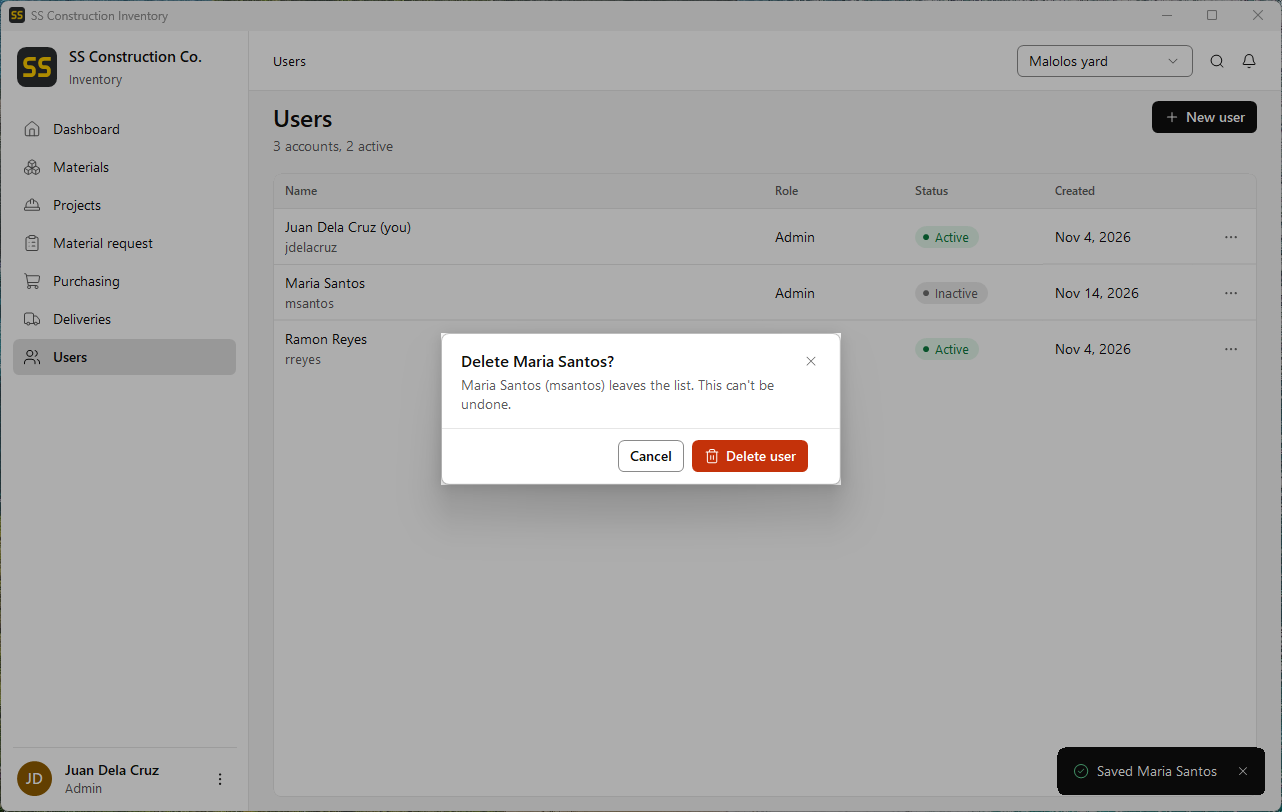 SS SS Construction Inventory
SS
SS Construction Co.
Inventory
Dashboard
Materials
Projects
Material request
Purchasing
Deliveries
Users
JD
Juan Dela Cruz
Admin
Users
Malolos yard
Users
3 accounts, 2 active
New user
Name Role Status Created
Juan Dela Cruz (you)
jdelacruz
Admin Active Nov 4, 2026
Maria Santos
msantos
Admin Inactive Nov 14, 2026
Ramon Reyes
rreyes
Active Nov 4, 2026
Delete Maria Santos?
Maria Santos (msantos) leaves the list. This can't be
undone.
Cancel Delete user
Saved Maria Santos